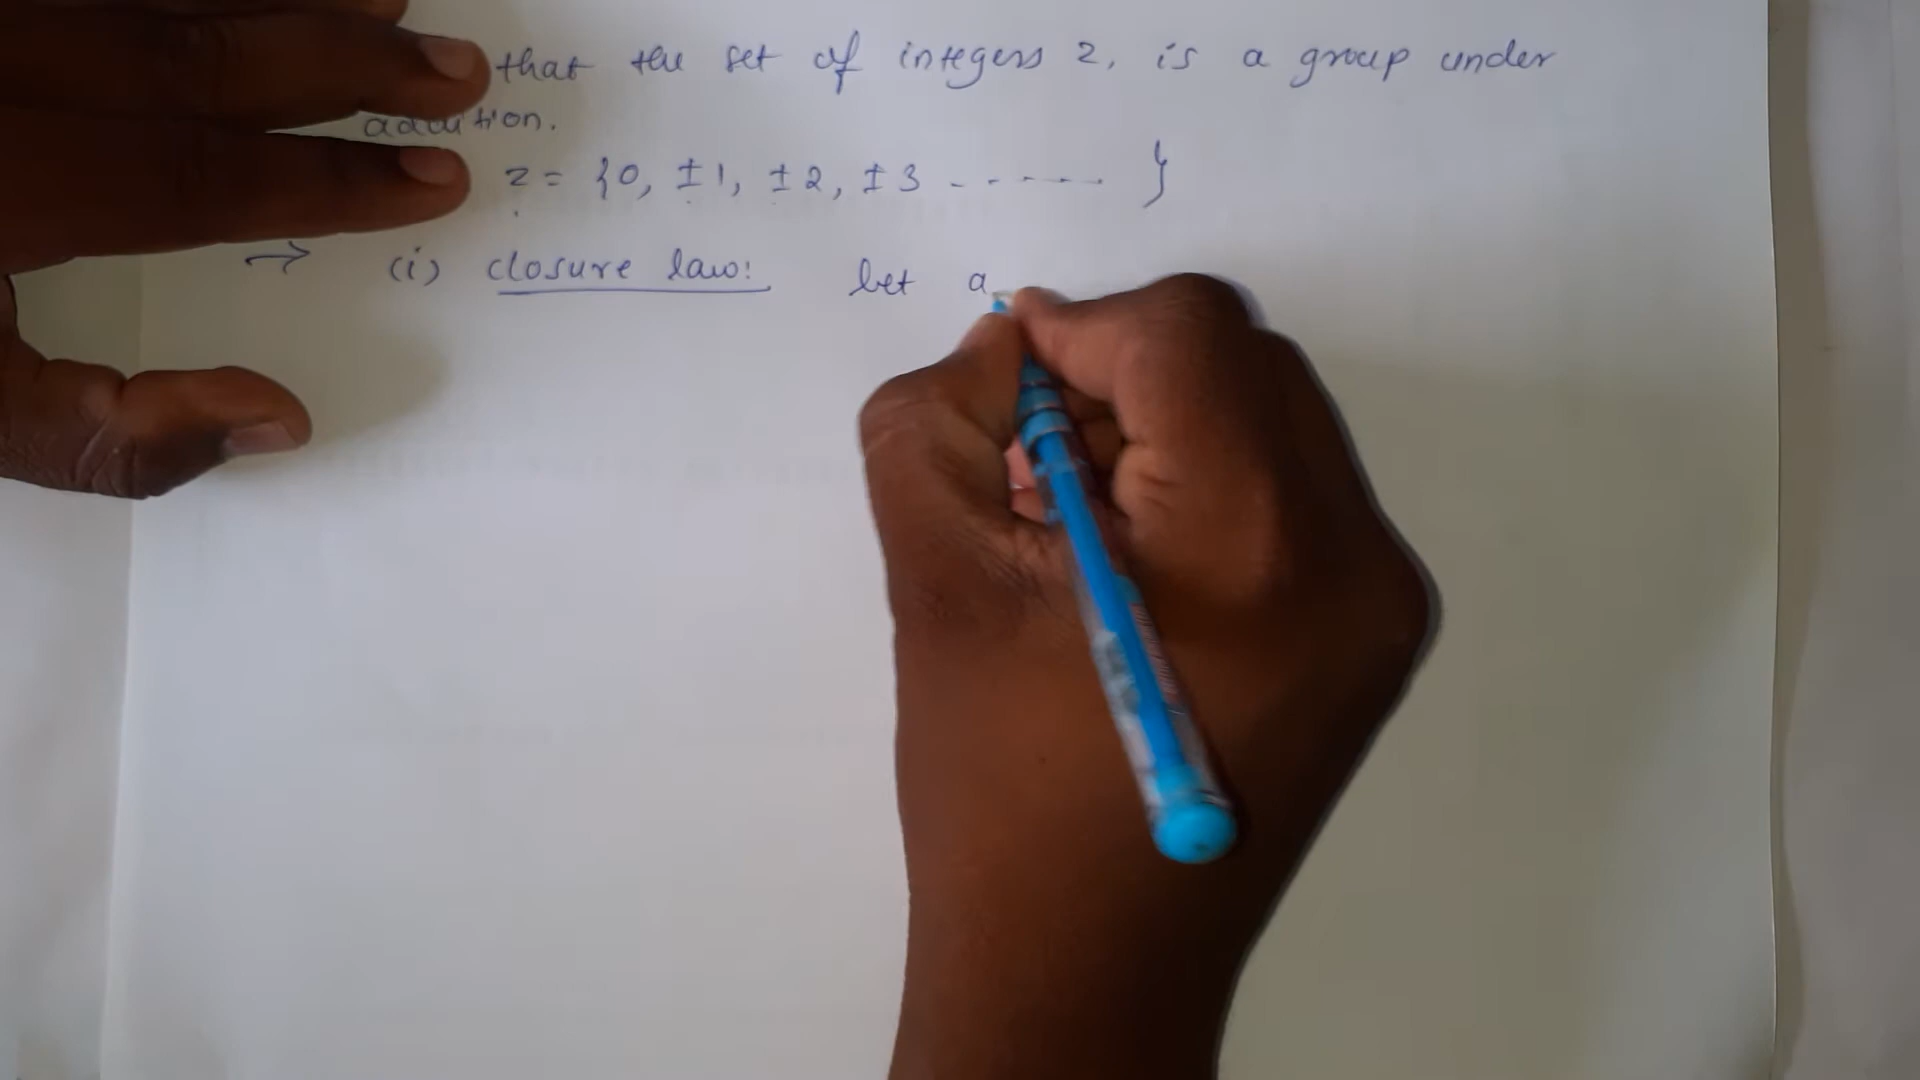 that the set of integers z, is a group under
addition.
z = {0, ±1, ±2, ±3 ------- }
→ (i) closure law: let a,